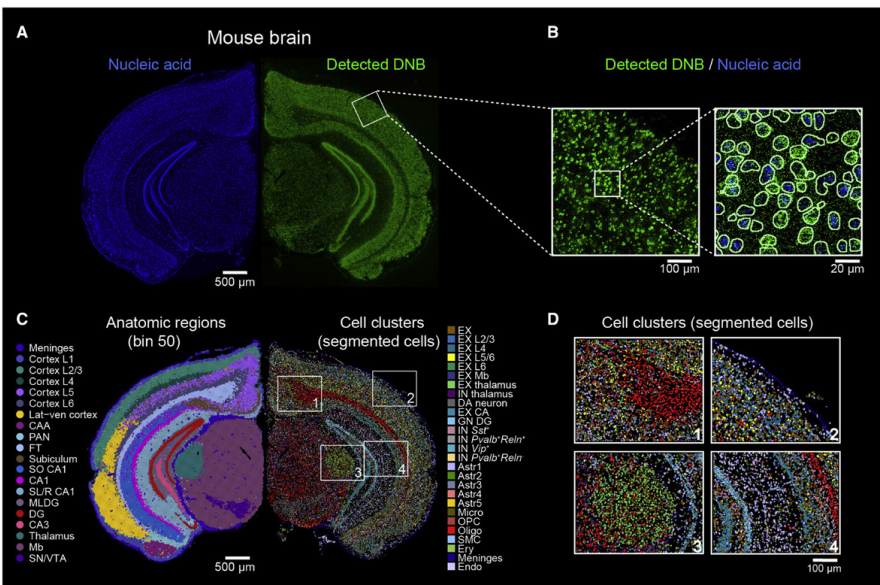 A
Mouse brain
Nucleic acid
Detected DNB
500 μm
B
Detected DNB / Nucleic acid
100 μm
20 μm
C
Anatomic regions
(bin 50)
Meninges
Cortex L1
Cortex L2/3
Cortex L4
Cortex L5
Cortex L6
Lat-ven cortex
CAA
PAN
FT
Subiculum
SO CA1
CA1
SL/R CA1
MLDG
DG
CA3
Thalamus
Mb
SN/VTA
500 μm
Cell clusters
(segmented cells)
1
2
3
4
EX
EX L2/3
EX L4
EX L5/6
EX L6
EX Mb
EX thalamus
IN thalamus
DA neuron
EX CA
GN DG
IN Sst⁺
IN Pvalb⁺Reln⁺
IN Vip⁺
IN Pvalb⁺Reln⁻
Astr1
Astr2
Astr3
Astr4
Astr5
Micro
OPC
Oligo
SMC
Ery
Meninges
Endo
D
Cell clusters (segmented cells)
1
2
3
4
100 μm